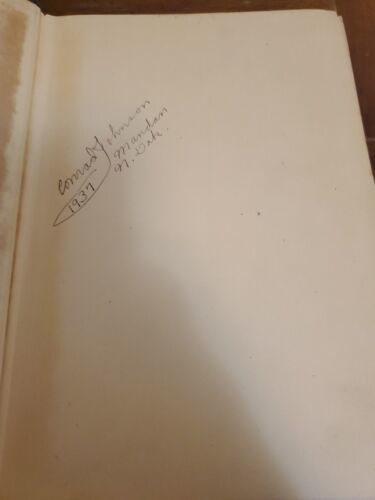 Conrad Johnson
1937
Mandan
N. Dak.